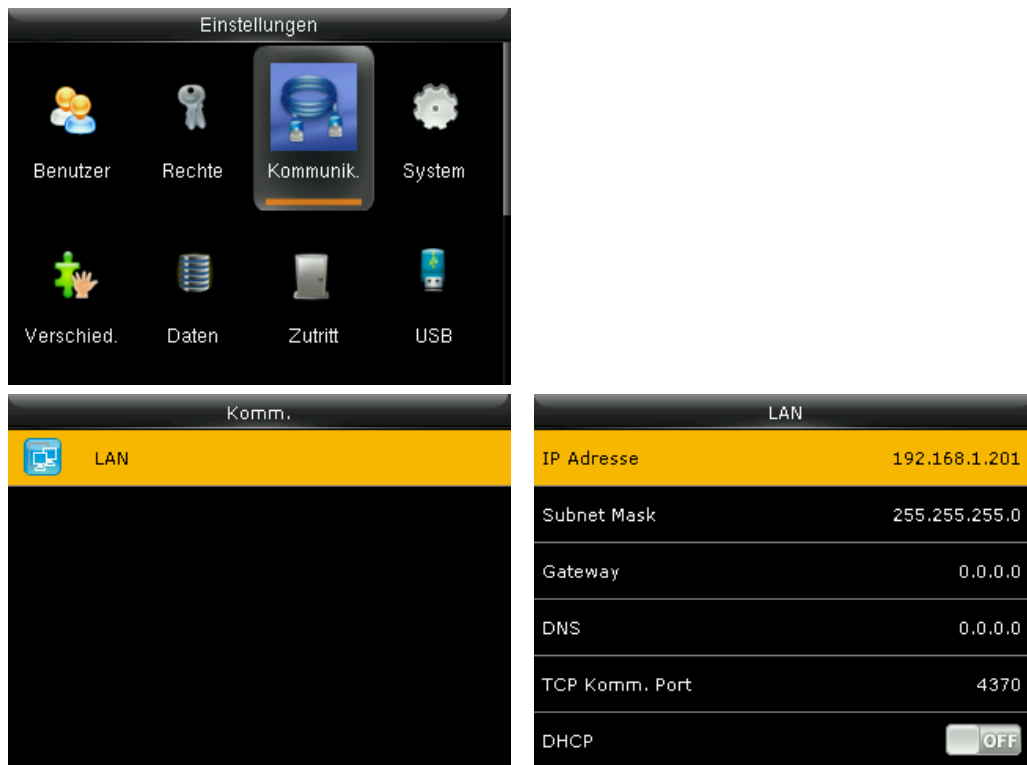 Einstellungen
Benutzer Rechte Kommunik. System
Verschied. Daten Zutritt USB
Komm.
LAN
LAN
IP Adresse 192.168.1.201
Subnet Mask 255.255.255.0
Gateway 0.0.0.0
DNS 0.0.0.0
TCP Komm. Port 4370
DHCP OFF